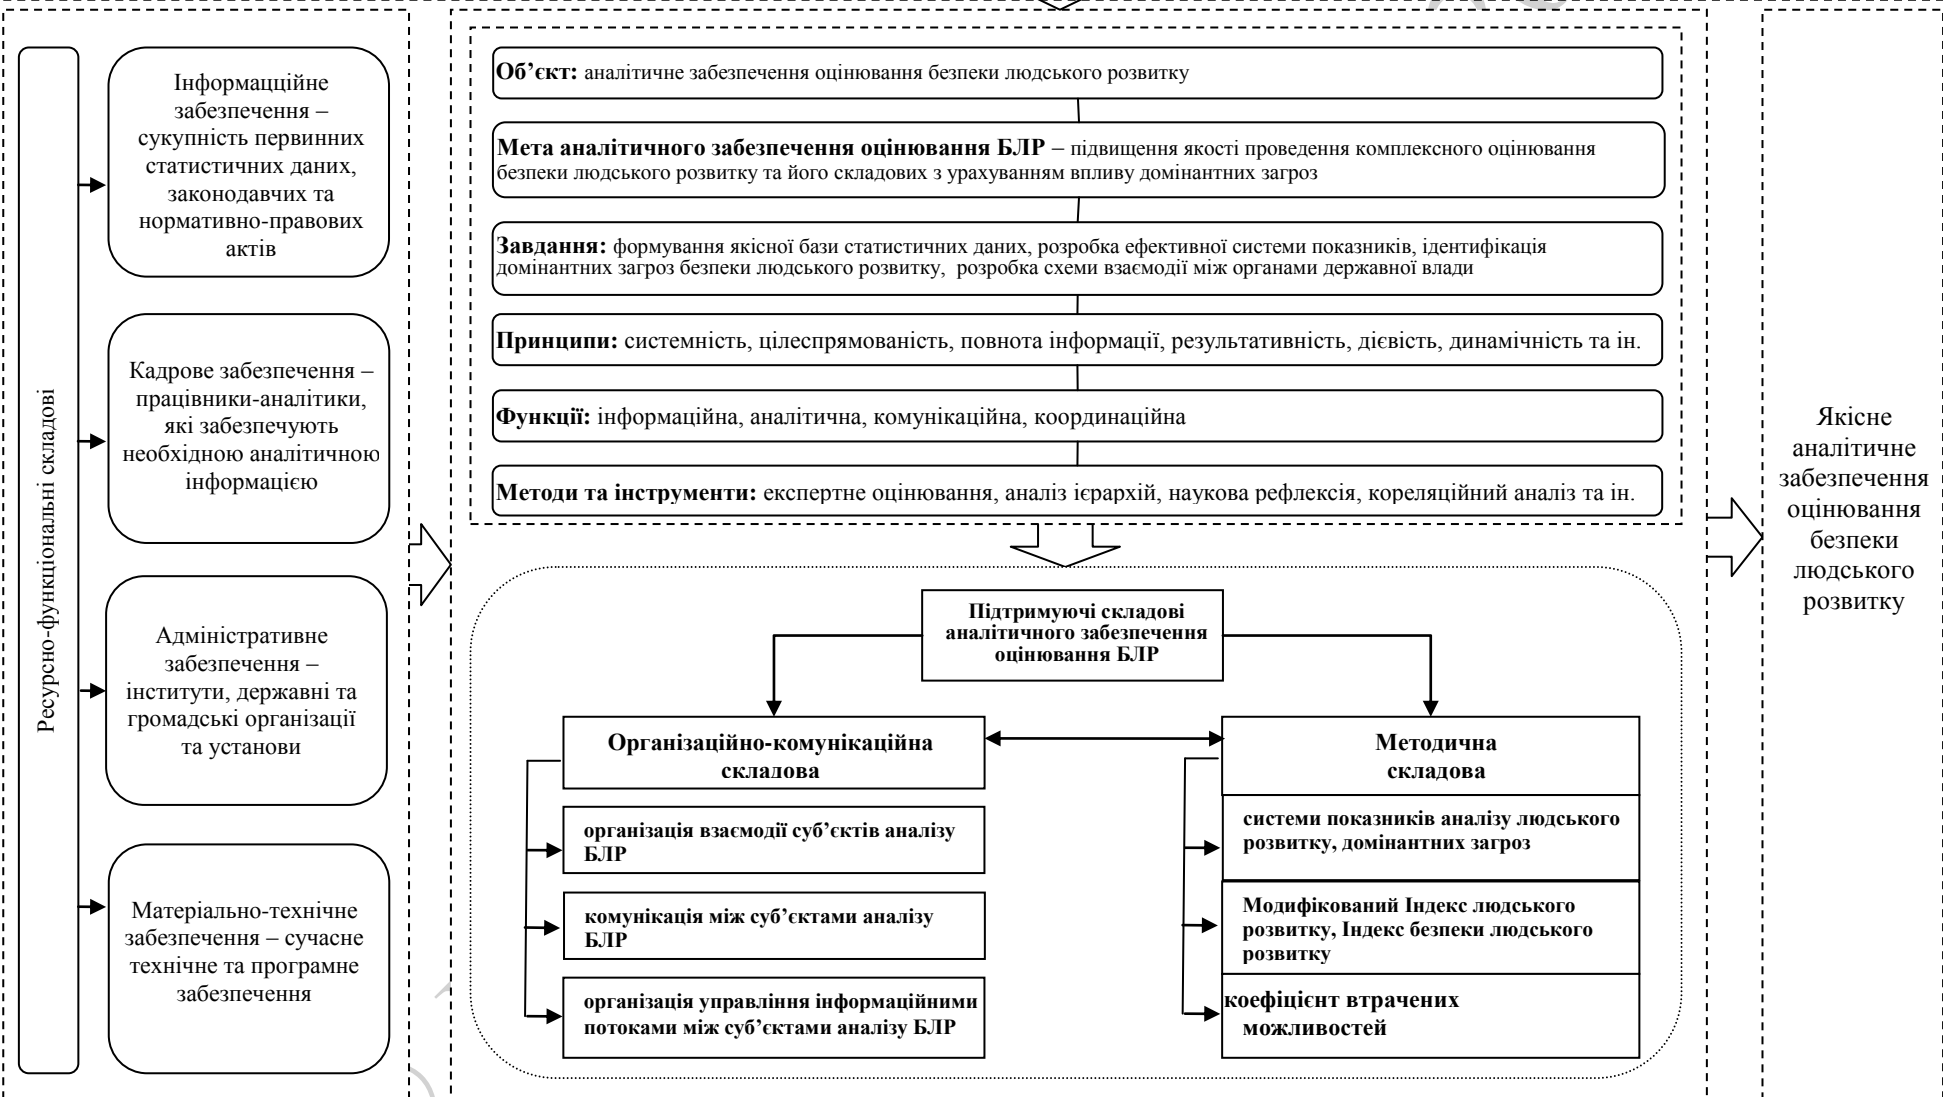 Ресурсно-функціональні складові
Інформацційне
забезпечення –
сукупність первинних
статистичних даних,
законодавчих та
нормативно-правових
актів
Кадрове забезпечення –
працівники-аналітики,
які забезпечують
необхідною аналітичною
інформацією
Адміністративне
забезпечення –
інститути, державні та
громадські організації
та установи
Матеріально-технічне
забезпечення – сучасне
технічне та програмне
забезпечення
Об’єкт: аналітичне забезпечення оцінювання безпеки людського розвитку
Мета аналітичного забезпечення оцінювання БЛР – підвищення якості проведення комплексного оцінювання
безпеки людського розвитку та його складових з урахуванням впливу домінантних загроз
Завдання: формування якісної бази статистичних даних, розробка ефективної системи показників, ідентифікація
домінантних загроз безпеки людського розвитку, розробка схеми взаємодії між органами державної влади
Принципи: системність, цілеспрямованість, повнота інформації, результативність, дієвість, динамічність та ін.
Функції: інформаційна, аналітична, комунікаційна, координаційна
Методи та інструменти: експертне оцінювання, аналіз ієрархій, наукова рефлексія, кореляційний аналіз та ін.
Підтримуючі складові
аналітичного забезпечення
оцінювання БЛР
Організаційно-комунікаційна
складова
організація взаємодії суб’єктів аналізу
БЛР
комунікація між суб’єктами аналізу
БЛР
організація управління інформаційними
потоками між суб’єктами аналізу БЛР
Методична
складова
системи показників аналізу людського
розвитку, домінантних загроз
Модифікований Індекс людського
розвитку, Індекс безпеки людського
розвитку
коефіцієнт втрачених
можливостей
Якісне
аналітичне
забезпечення
оцінювання
безпеки
людського
розвитку